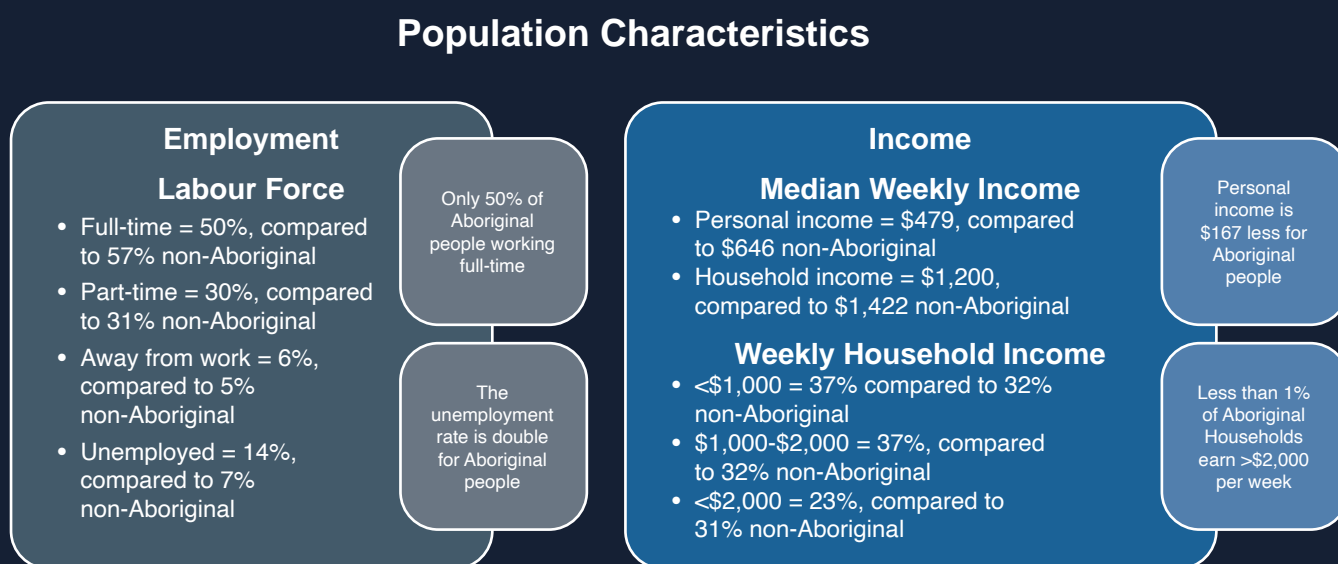 Population Characteristics
Employment
Labour Force
• Full-time = 50%, compared
to 57% non-Aboriginal
• Part-time = 30%, compared
to 31% non-Aboriginal
• Away from work = 6%,
compared to 5%
non-Aboriginal
• Unemployed = 14%,
compared to 7%
non-Aboriginal
Only 50% of
Aboriginal
people working
full-time
The
unemployment
rate is double
for Aboriginal
people
Income
Median Weekly Income
• Personal income = $479, compared
to $646 non-Aboriginal
• Household income = $1,200,
compared to $1,422 non-Aboriginal
Weekly Household Income
• <$1,000 = 37% compared to 32%
non-Aboriginal
• $1,000-$2,000 = 37%, compared
to 32% non-Aboriginal
• <$2,000 = 23%, compared to
31% non-Aboriginal
Personal
income is
$167 less for
Aboriginal
people
Less than 1%
of Aboriginal
Households
earn >$2,000
per week